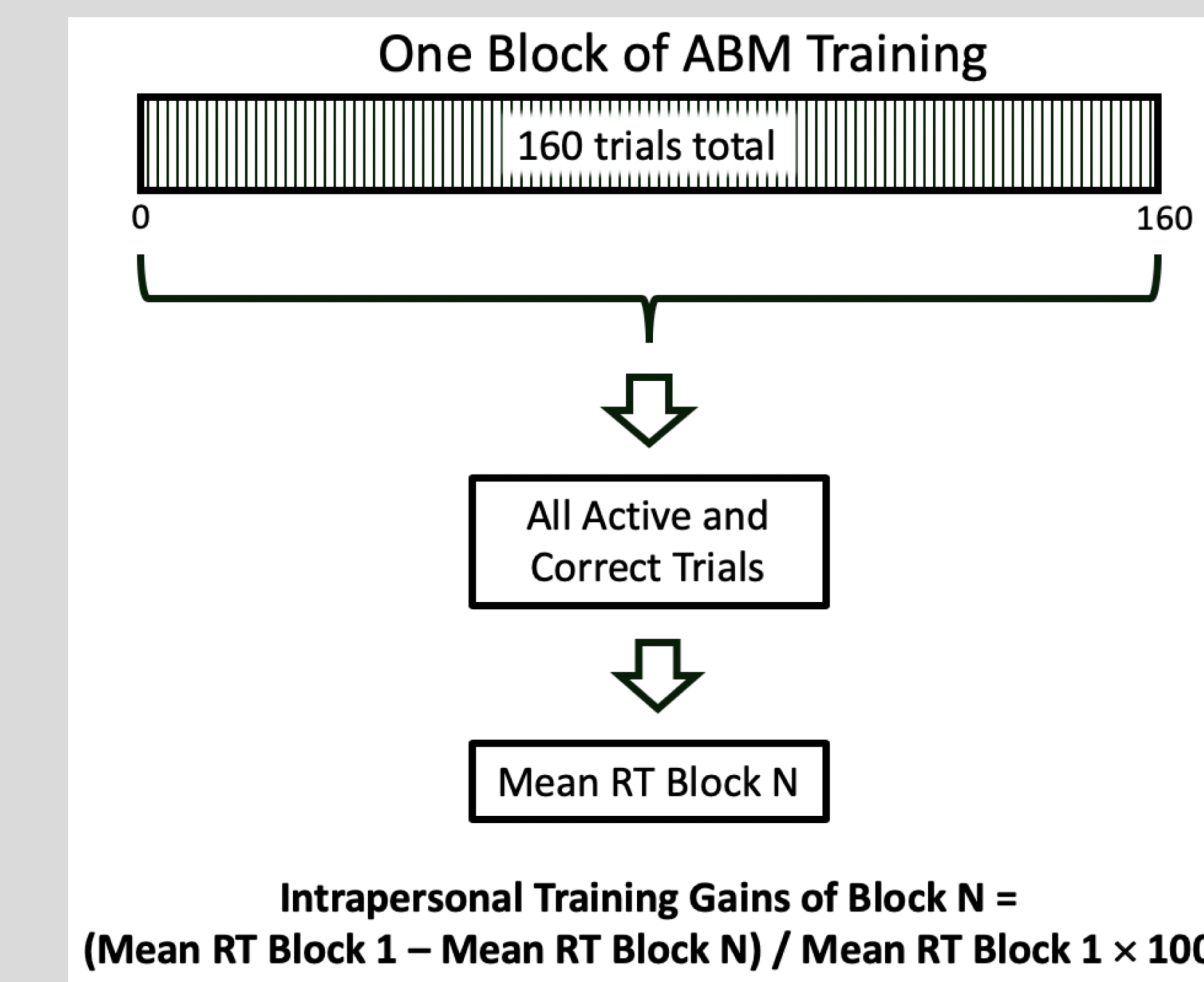 One Block of ABM Training
160 trials total
0
160
All Active and
Correct Trials
Mean RT Block N
Intrapersonal Training Gains of Block N =
(Mean RT Block 1 – Mean RT Block N) / Mean RT Block 1 × 100